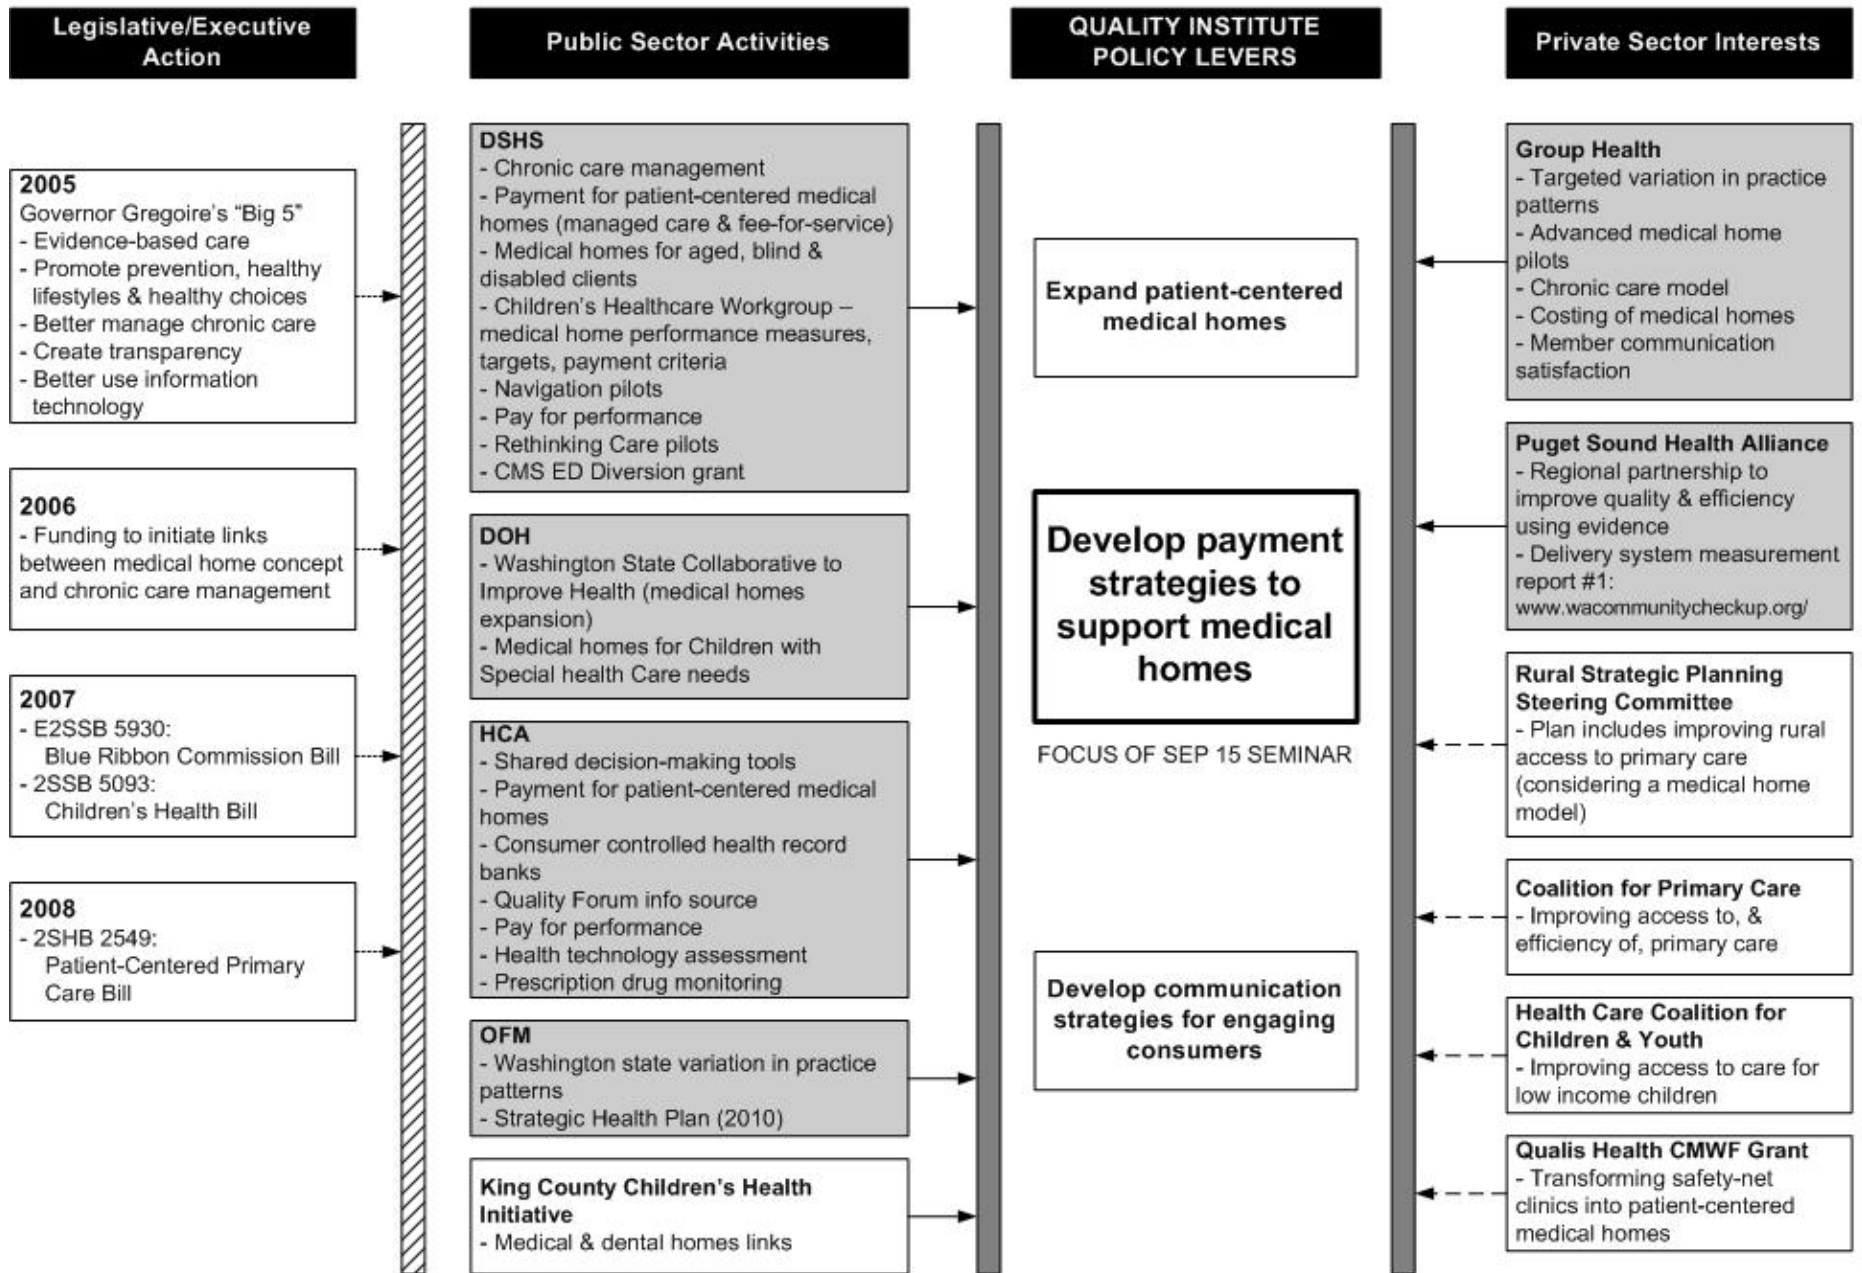 Legislative/Executive
Action
Public Sector Activities
QUALITY INSTITUTE
POLICY LEVERS
Private Sector Interests
2005
Governor Gregoire's “Big 5”
- Evidence-based care
- Promote prevention, healthy
lifestyles & healthy choices
- Better manage chronic care
- Create transparency
- Better use information
technology
2006
- Funding to initiate links
between medical home concept
and chronic care management
2007
- E2SSB 5930:
Blue Ribbon Commission Bill
- 2SSB 5093:
Children's Health Bill
2008
- 2SHB 2549:
Patient-Centered Primary
Care Bill
DSHS
- Chronic care management
- Payment for patient-centered medical
homes (managed care & fee-for-service)
- Medical homes for aged, blind &
disabled clients
- Children's Healthcare Workgroup –
medical home performance measures,
targets, payment criteria
- Navigation pilots
- Pay for performance
- Rethinking Care pilots
- CMS ED Diversion grant
DOH
- Washington State Collaborative to
Improve Health (medical homes
expansion)
- Medical homes for Children with
Special health Care needs
HCA
- Shared decision-making tools
- Payment for patient-centered medical
homes
- Consumer controlled health record
banks
- Quality Forum info source
- Pay for performance
- Health technology assessment
- Prescription drug monitoring
OFM
- Washington state variation in practice
patterns
- Strategic Health Plan (2010)
King County Children's Health
Initiative
- Medical & dental homes links
Expand patient-centered
medical homes
Develop payment
strategies to
support medical
homes
FOCUS OF SEP 15 SEMINAR
Develop communication
strategies for engaging
consumers
Group Health
- Targeted variation in practice
patterns
- Advanced medical home
pilots
- Chronic care model
- Costing of medical homes
- Member communication
satisfaction
Puget Sound Health Alliance
- Regional partnership to
improve quality & efficiency
using evidence
- Delivery system measurement
report #1:
www.wacommunitycheckup.org/
Rural Strategic Planning
Steering Committee
- Plan includes improving rural
access to primary care
(considering a medical home
model)
Coalition for Primary Care
- Improving access to, &
efficiency of, primary care
Health Care Coalition for
Children & Youth
- Improving access to care for
low income children
Qualis Health CMWF Grant
- Transforming safety-net
clinics into patient-centered
medical homes